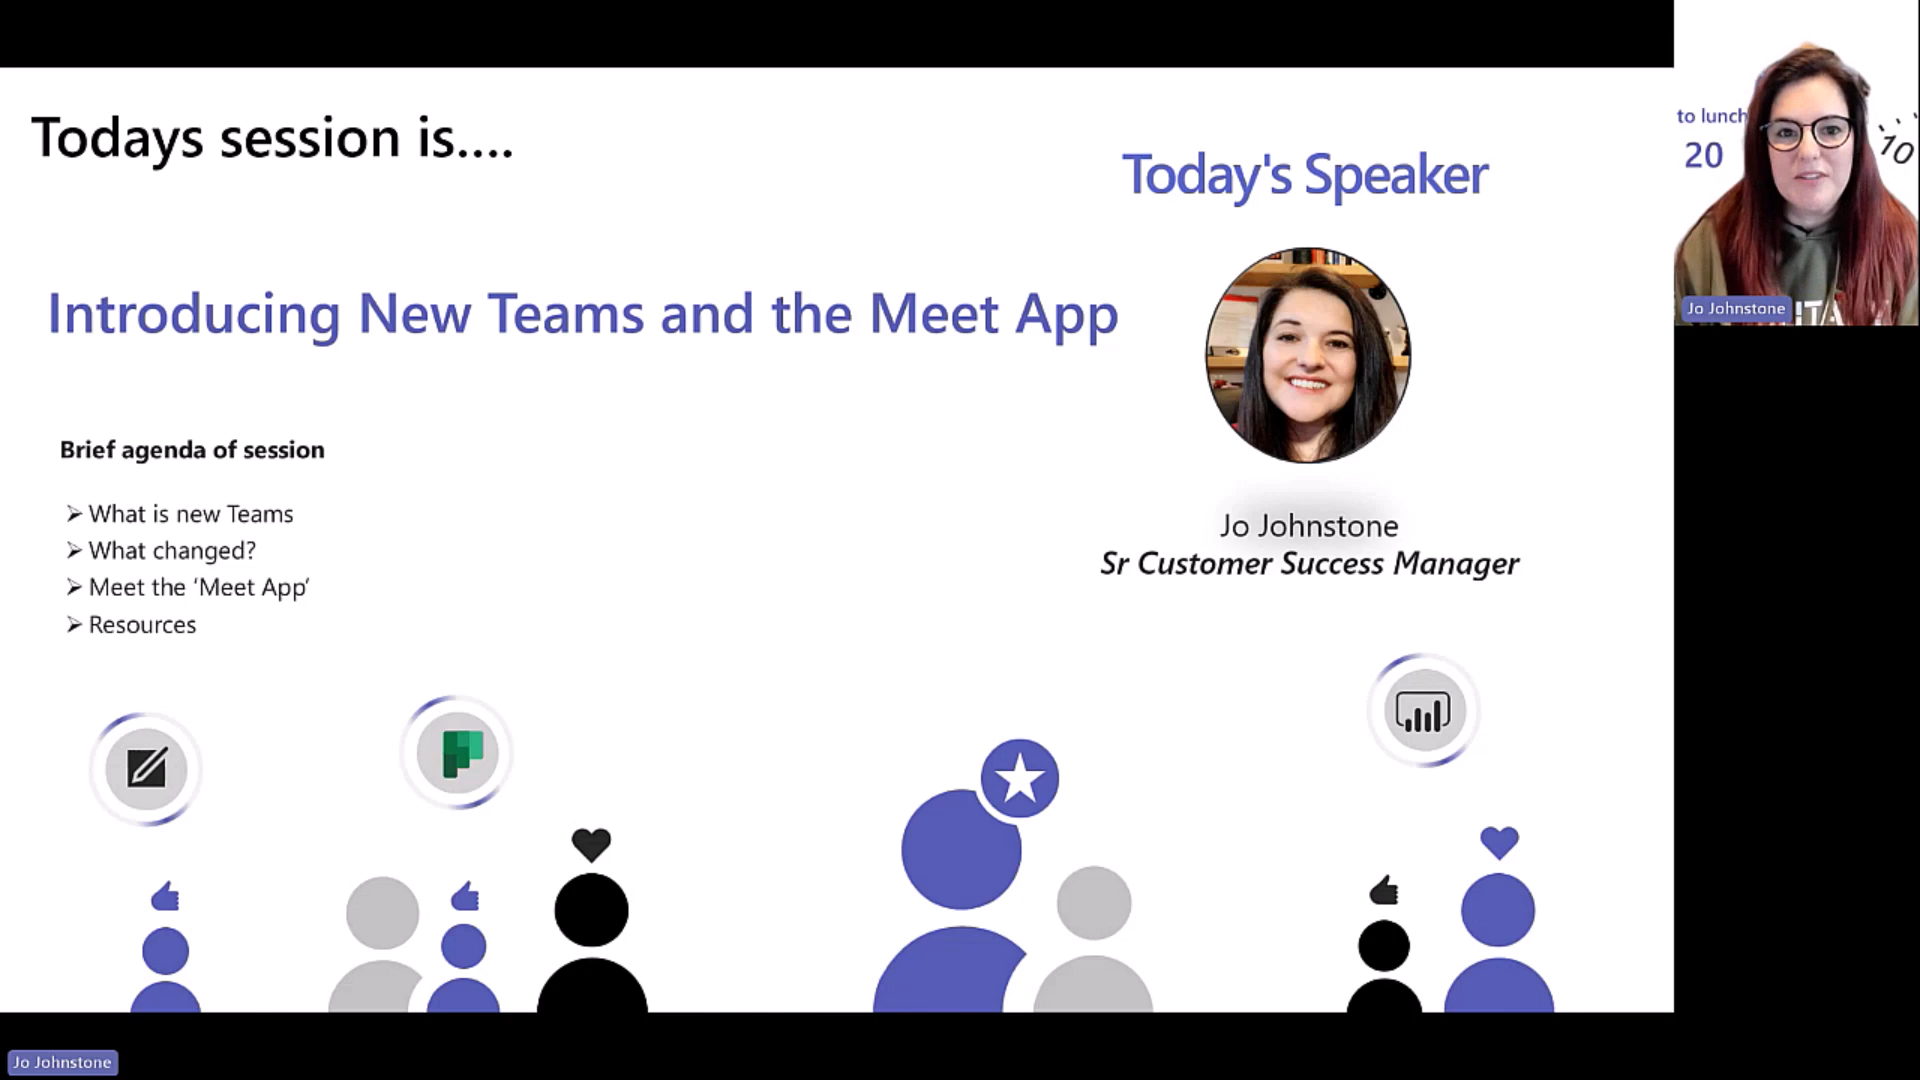 Todays session is....
Today's Speaker
Introducing New Teams and the Meet App
Brief agenda of session
➢ What is new Teams
➢ What changed?
➢ Meet the ‘Meet App’
➢ Resources
Jo Johnstone
Sr Customer Success Manager
to lunch
20
10
Jo Johnstone
Jo Johnstone